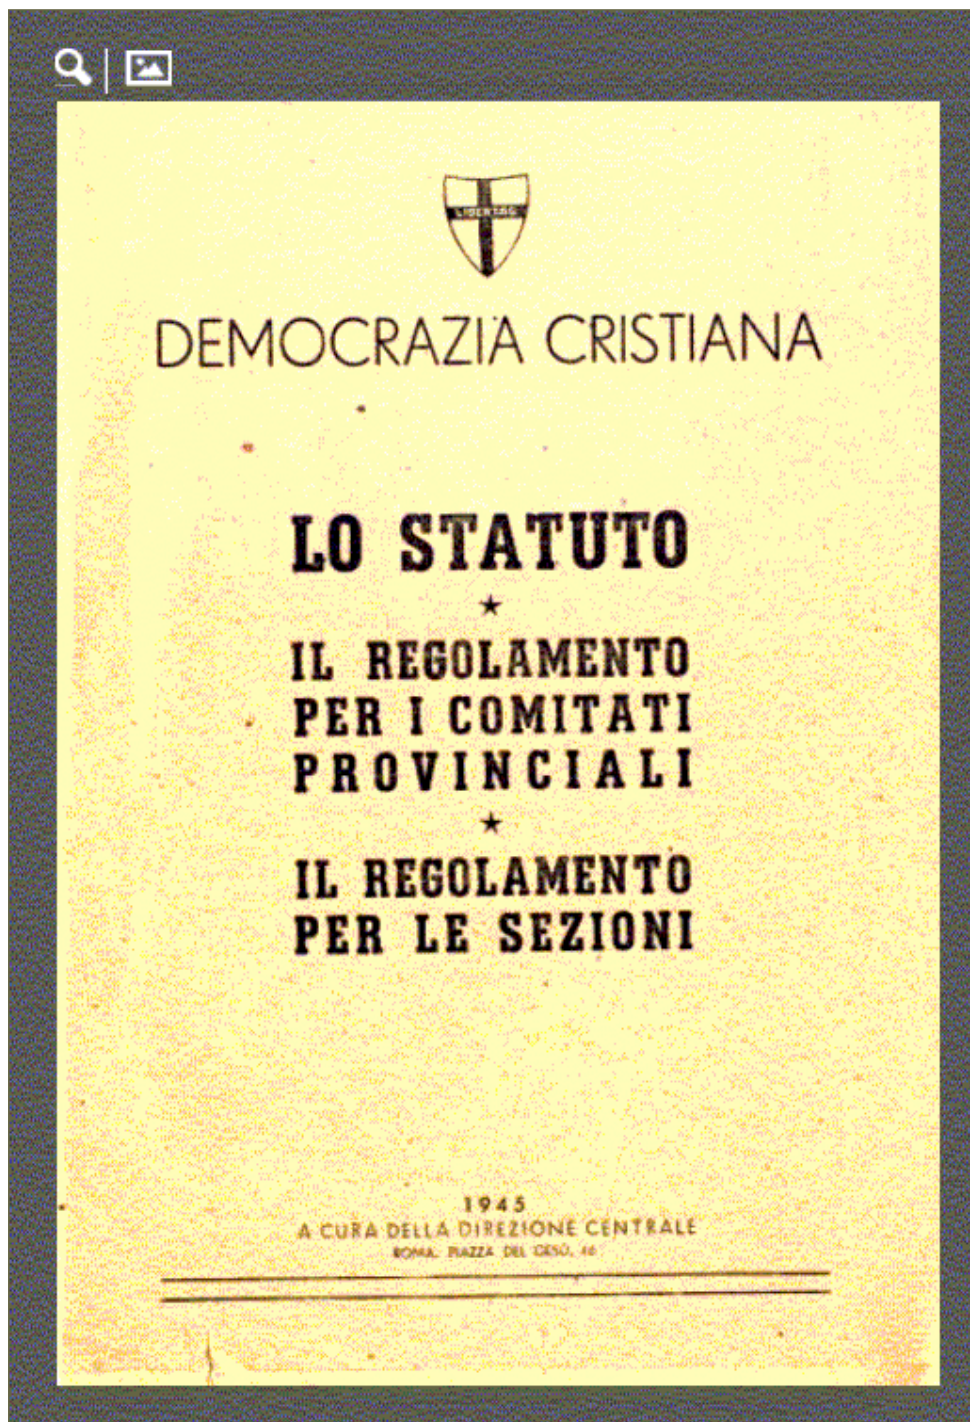 LIBERTAS
DEMOCRAZIA CRISTIANA
LO STATUTO
IL REGOLAMENTO
PER I COMITATI
PROVINCIALI
IL REGOLAMENTO
PER LE SEZIONI
1945
A CURA DELLA DIREZIONE CENTRALE
ROMA, PIAZZA DEL GESÙ, 46